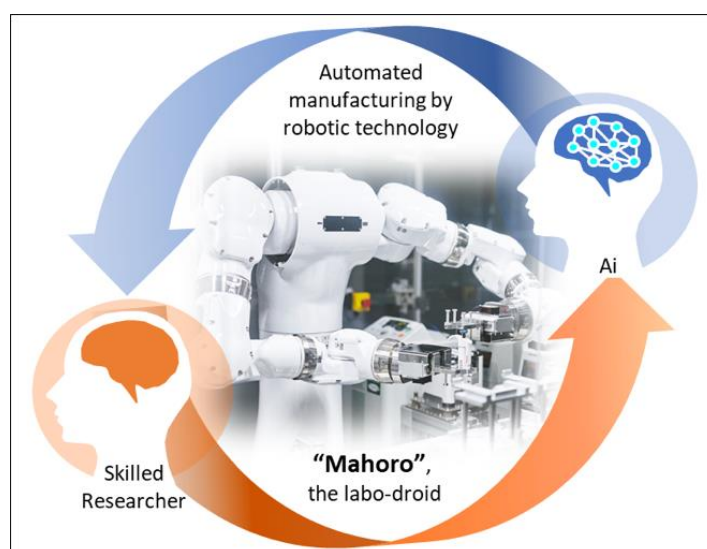 Automated
manufacturing by
robotic technology
Ai
Skilled
Researcher
“Mahoro”,
the labo-droid